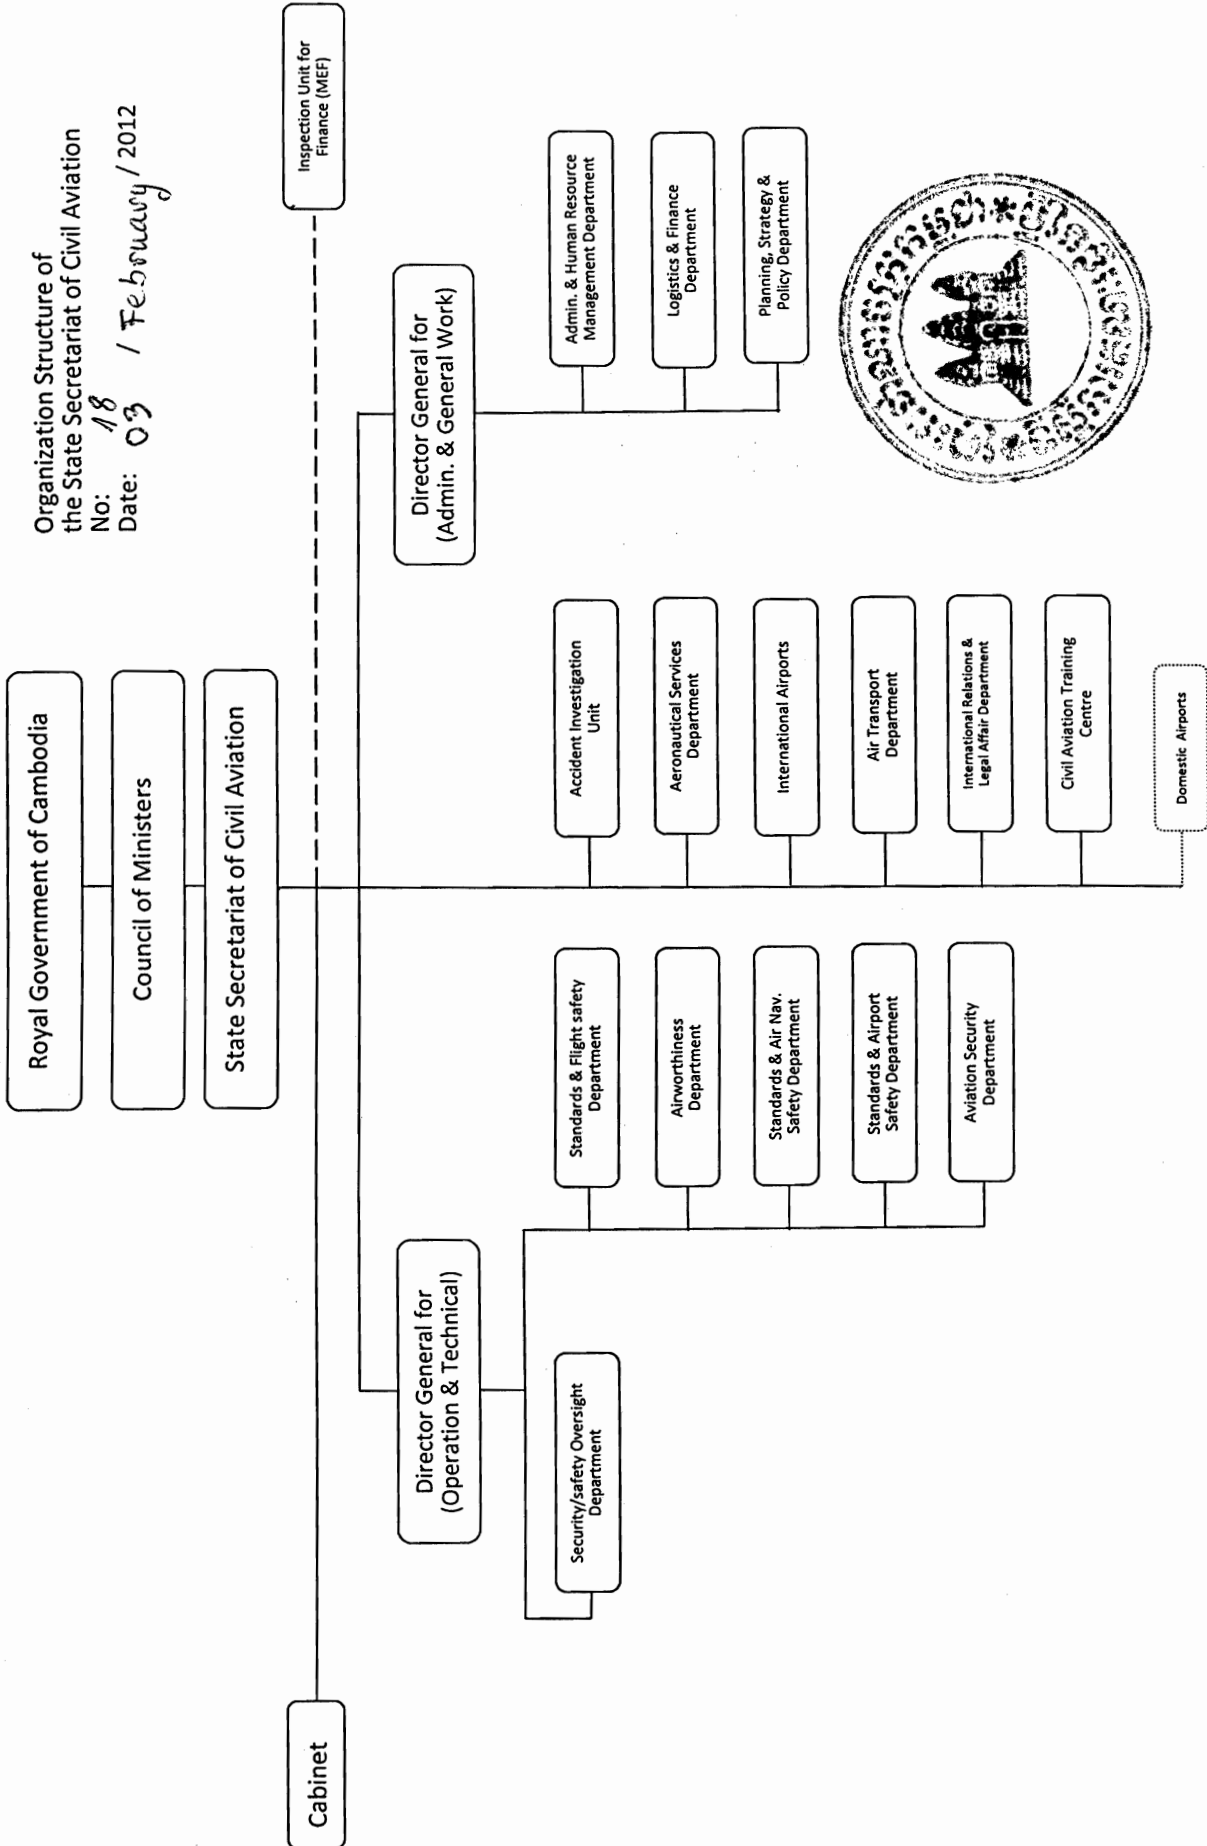 Organization Structure of
the State Secretariat of Civil Aviation
No: 18
Date: 03 / February / 2012
Royal Government of Cambodia
Council of Ministers
State Secretariat of Civil Aviation
Cabinet
Inspection Unit for
Finance (MEF)
Director General for
(Operation & Technical)
Director General for
(Admin. & General Work)
Security/safety Oversight
Department
Standards & Flight safety
Department
Airworthiness
Department
Standards & Air Nav.
Safety Department
Standards & Airport
Safety Department
Aviation Security
Department
Accident Investigation
Unit
Aeronautical Services
Department
International Airports
Air Transport
Department
International Relations &
Legal Affair Department
Civil Aviation Training
Centre
Domestic Airports
Admin. & Human Resource
Management Department
Logistics & Finance
Department
Planning, Strategy &
Policy Department